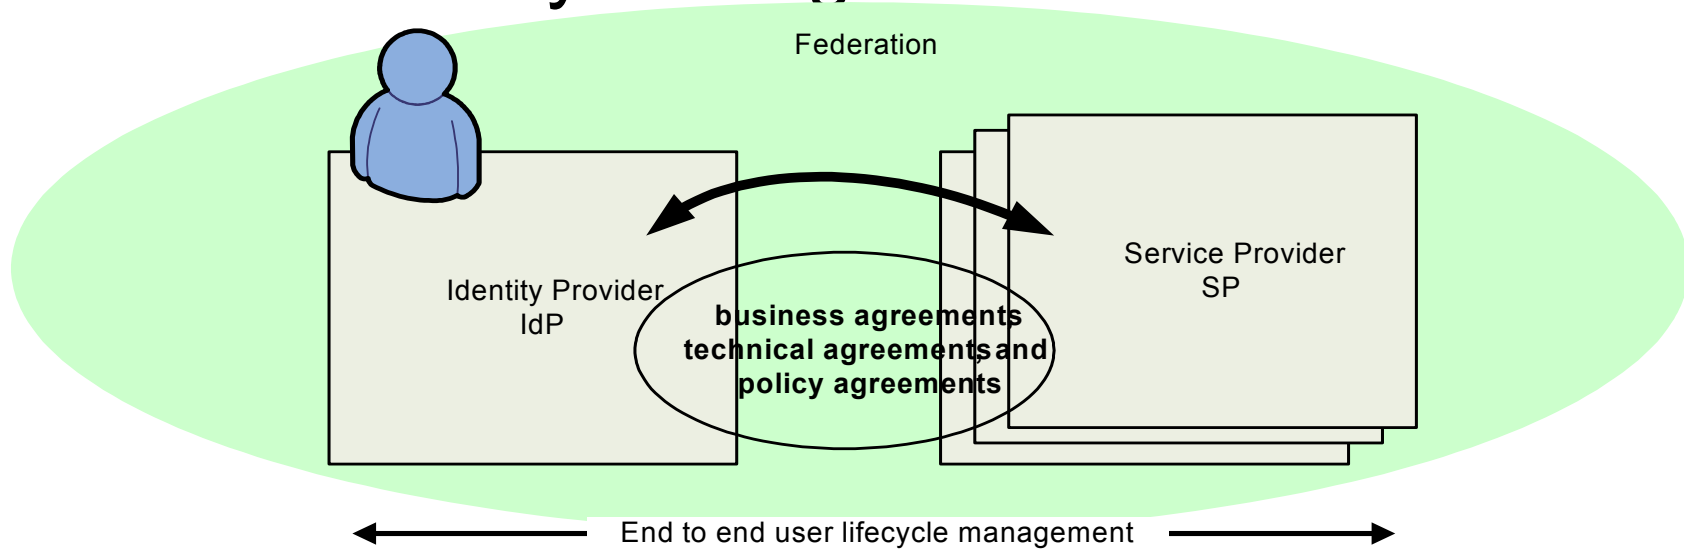 Federation
Identity Provider
IdP
Service Provider
SP
business agreements,
technical agreements, and
policy agreements
End to end user lifecycle management